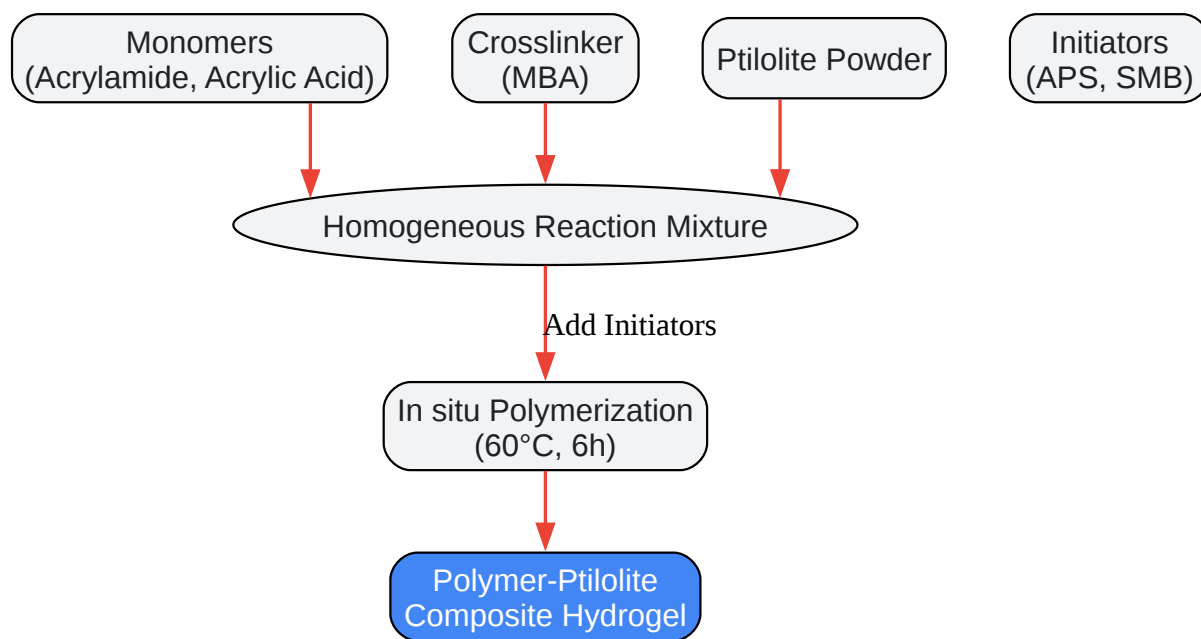 Monomers
(Acrylamide, Acrylic Acid)
Crosslinker
(MBA)
Ptilolite Powder
Initiators
(APS, SMB)
Homogeneous Reaction Mixture
Add Initiators
In situ Polymerization
(60°C, 6h)
Polymer-Ptilolite
Composite Hydrogel